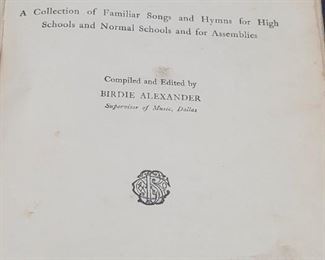 A Collection of Familiar Songs and Hymns for High
Schools and Normal Schools and for Assemblies
Compiled and Edited by
BIRDIE ALEXANDER
Supervisor of Music, Dallas